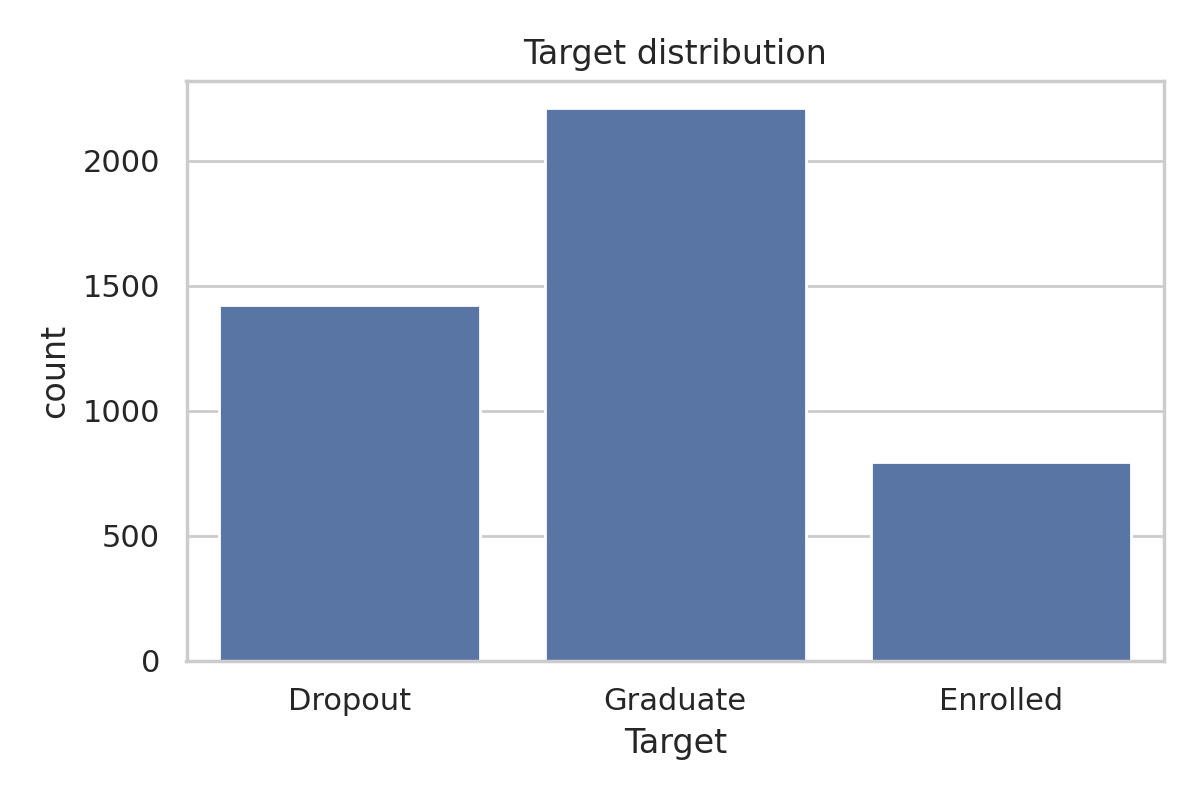 Target distribution
count
2000
1500
1000
500
0
Dropout
Graduate
Enrolled
Target